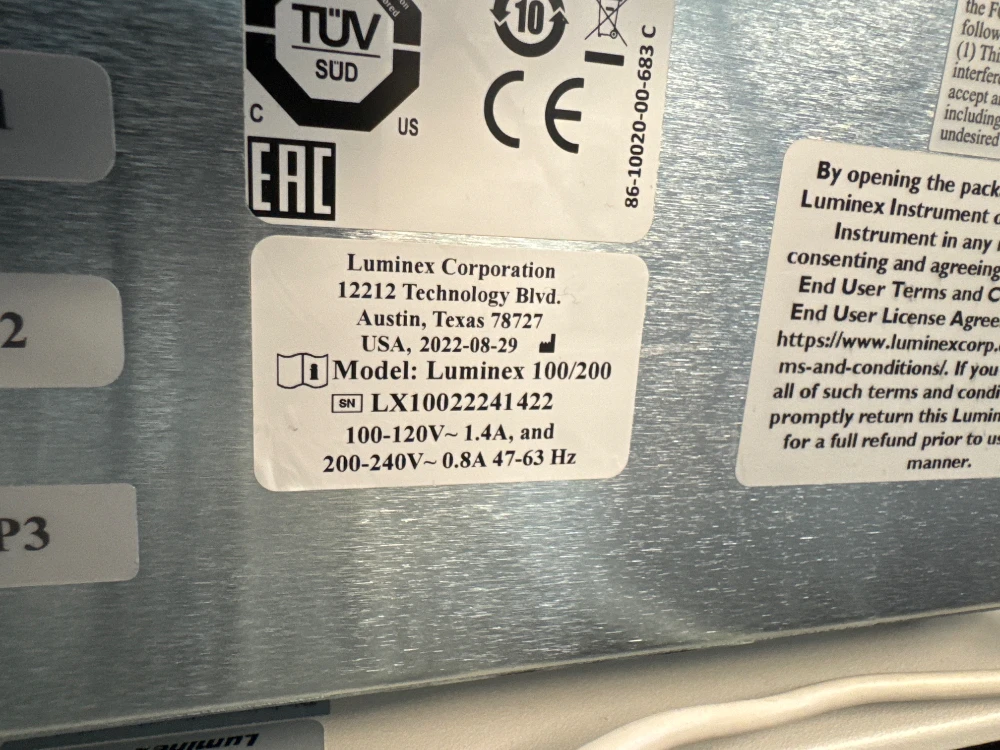 TÜV
SÜD
C
US
10
CE
EAC
86-10020-00-683 C
Luminex Corporation
12212 Technology Blvd.
Austin, Texas 78727
USA, 2022-08-29
Model: Luminex 100/200
SN LX10022241422
100-120V~ 1.4A, and
200-240V~ 0.8A 47-63 Hz
2
P3
follow
(1) Thi
interfere
accept a
including
undesired
By opening the pack
Luminex Instrument
Instrument in any
consenting and agreeing
End User Terms and C
End User License Agree
https://www.luminexcorp.
ms-and-conditions/. If you
all of such terms and condi
promptly return this Lumin
for a full refund prior to us
manner.
Luminex